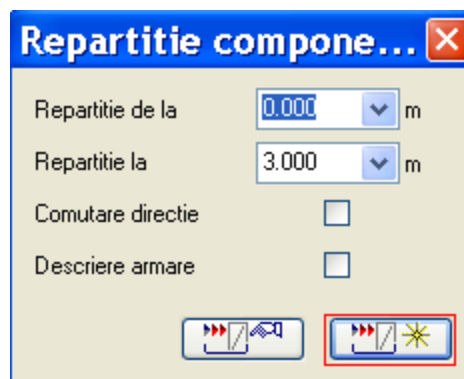 Repartitie compone...
Repartitie de la 0.000 m
Repartitie la 3.000 m
Comutare directie
Descriere armare